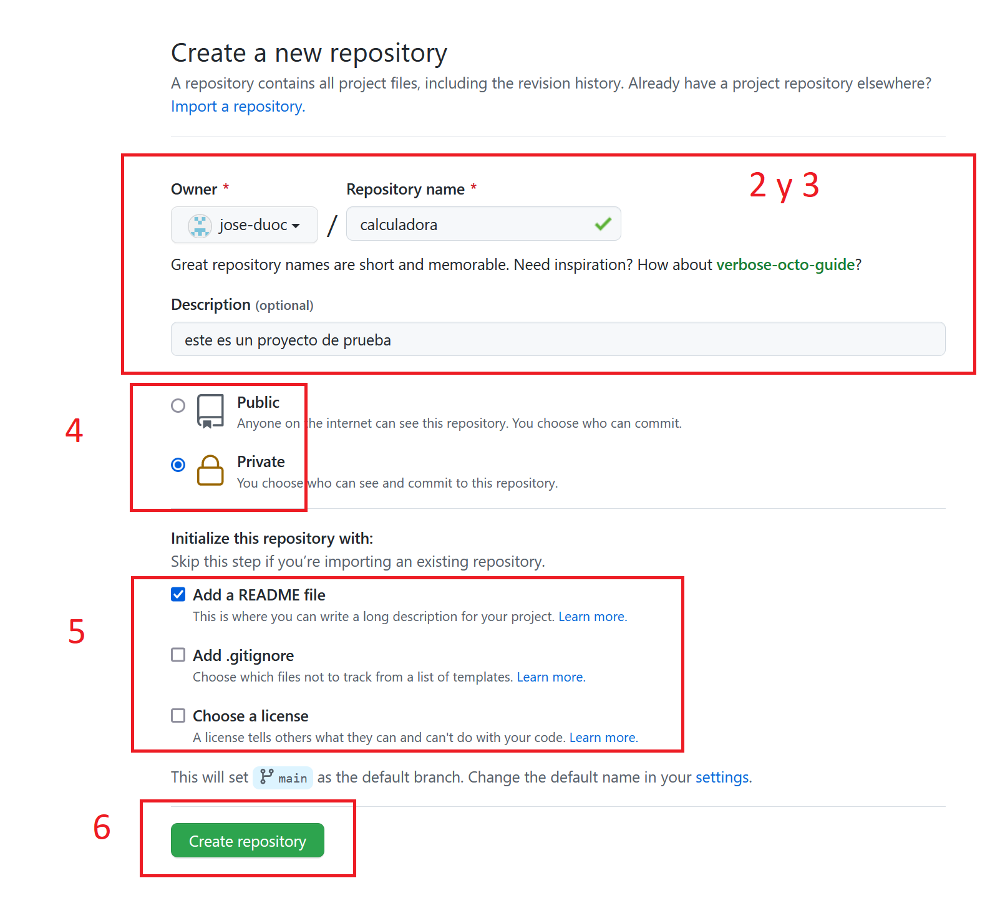 Create a new repository
A repository contains all project files, including the revision history. Already have a project repository elsewhere?
Import a repository.
2 y 3
Owner * Repository name *
jose-duoc / calculadora
Great repository names are short and memorable. Need inspiration? How about verbose-octo-guide?
Description (optional)
este es un proyecto de prueba
4
Public
Anyone on the internet can see this repository. You choose who can commit.
Private
You choose who can see and commit to this repository.
Initialize this repository with:
Skip this step if you’re importing an existing repository.
5
Add a README file
This is where you can write a long description for your project. Learn more.
Add .gitignore
Choose which files not to track from a list of templates. Learn more.
Choose a license
A license tells others what they can and can't do with your code. Learn more.
This will set main as the default branch. Change the default name in your settings.
6
Create repository